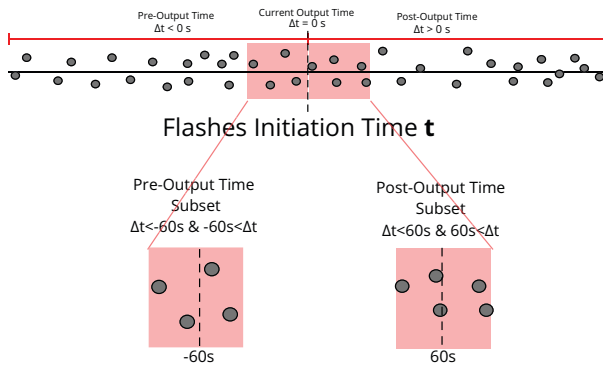 Pre-Output Time
Δt < 0 s
Current Output Time
Δt = 0 s
Post-Output Time
Δt > 0 s
Flashes Initiation Time t
Pre-Output Time
Subset
Δt<-60s & -60s<Δt
Post-Output Time
Subset
Δt<60s & 60s<Δt
-60s
60s